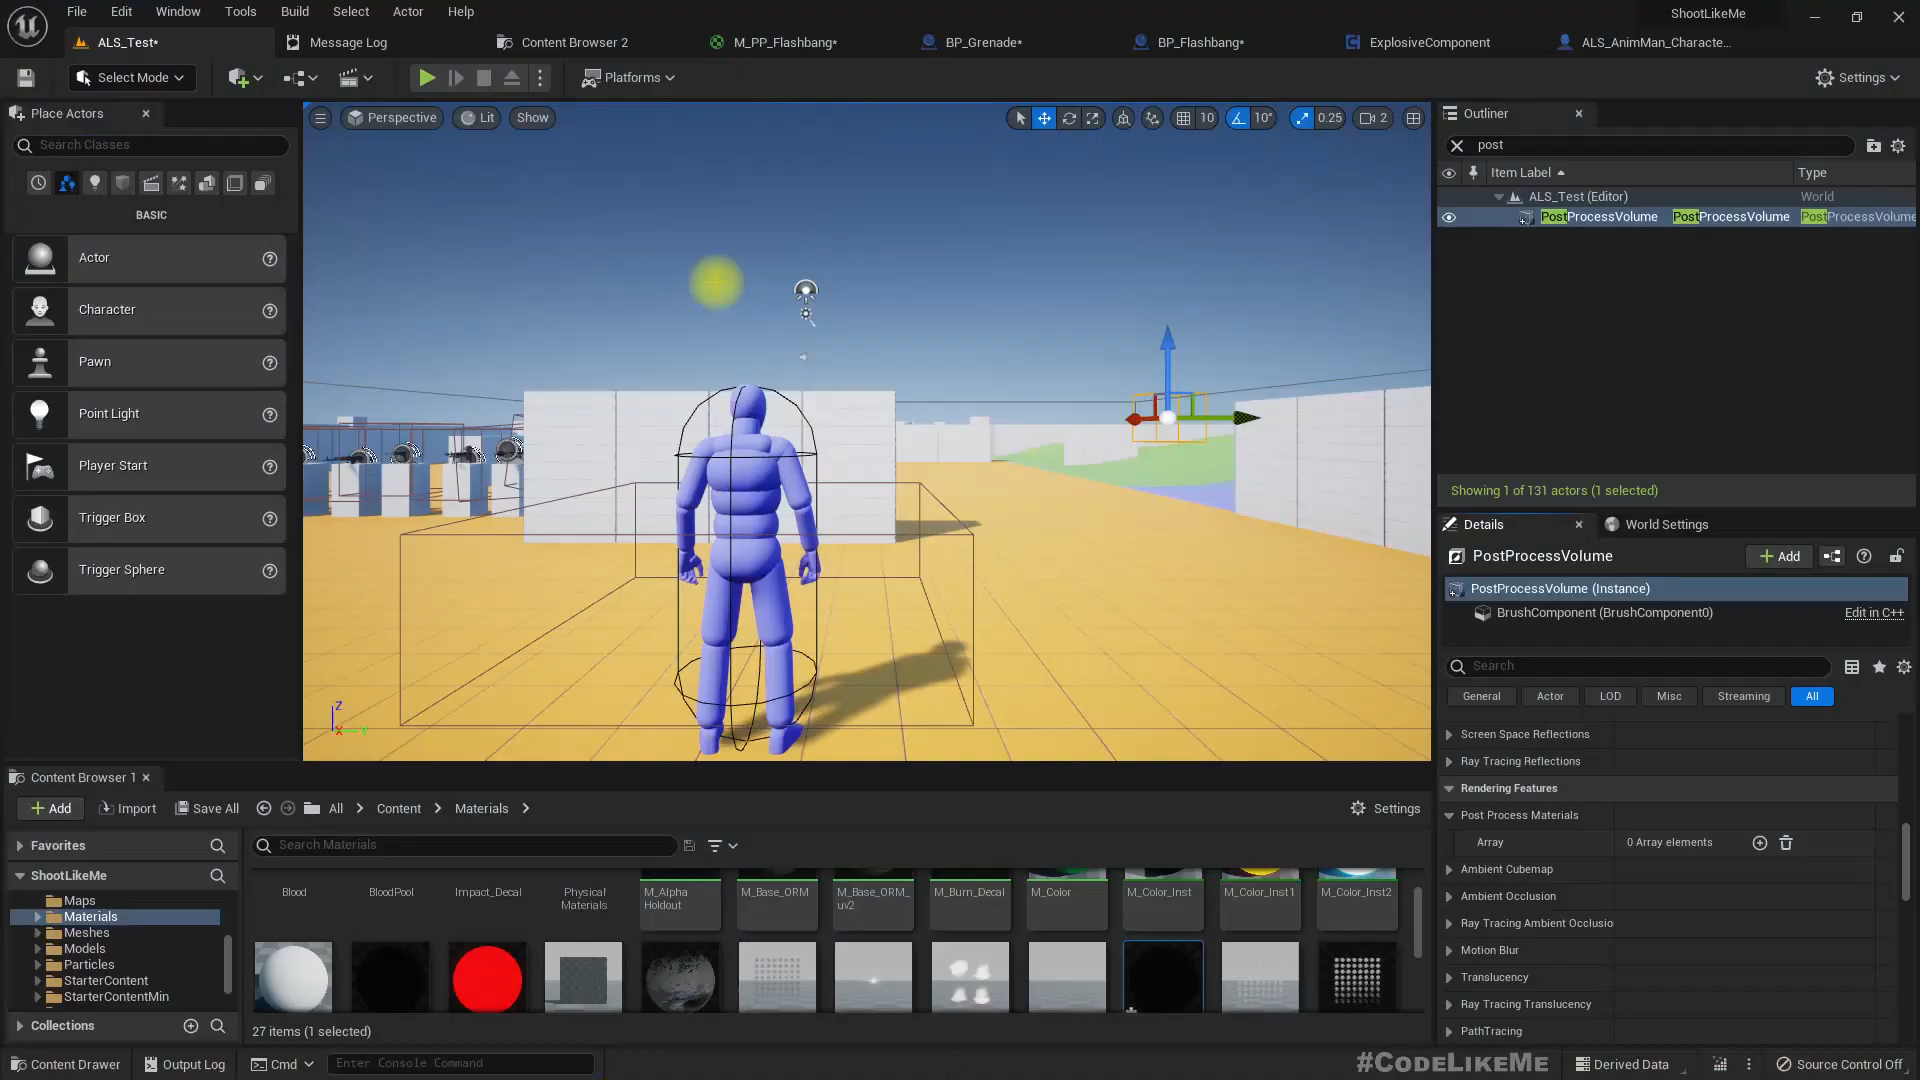 File Edit Window Tools Build Select Actor Help
ShootLikeMe
ALS_Test*
Message Log
Content Browser 2
M_PP_Flashbang*
BP_Grenade*
BP_Flashbang*
ExplosiveComponent
ALS_AnimMan_Characte...
Select Mode
Platforms
Settings
Place Actors
Search Classes
BASIC
Actor
Character
Pawn
Point Light
Player Start
Trigger Box
Trigger Sphere
Perspective
Lit
Show
10
10°
0.25
2
Z
X
Y
Outliner
post
Item Label
Type
ALS_Test (Editor)
World
PostProcessVolume
PostProcessVolume
PostProcessVolume
Showing 1 of 131 actors (1 selected)
Details
World Settings
PostProcessVolume
Add
PostProcessVolume (Instance)
BrushComponent (BrushComponent0)
Edit in C++
Search
General
Actor
LOD
Misc
Streaming
All
Screen Space Reflections
Ray Tracing Reflections
Rendering Features
Post Process Materials
Array
0 Array elements
Ambient Cubemap
Ambient Occlusion
Ray Tracing Ambient Occlusio
Motion Blur
Translucency
Ray Tracing Translucency
PathTracing
Content Browser 1
Add
Import
Save All
All
Content
Materials
Settings
Favorites
Search Materials
ShootLikeMe
Maps
Materials
Meshes
Models
Particles
StarterContent
StarterContentMin
Collections
Blood
BloodPool
Impact_Decal
Physical Materials
M_Alpha Holdout
M_Base_ORM
M_Base_ORM_uv2
M_Burn_Decal
M_Color
M_Color_Inst
M_Color_Inst1
M_Color_Inst2
27 items (1 selected)
Content Drawer
Output Log
Cmd
Enter Console Command
#CODELIKEME
Derived Data
Source Control Off